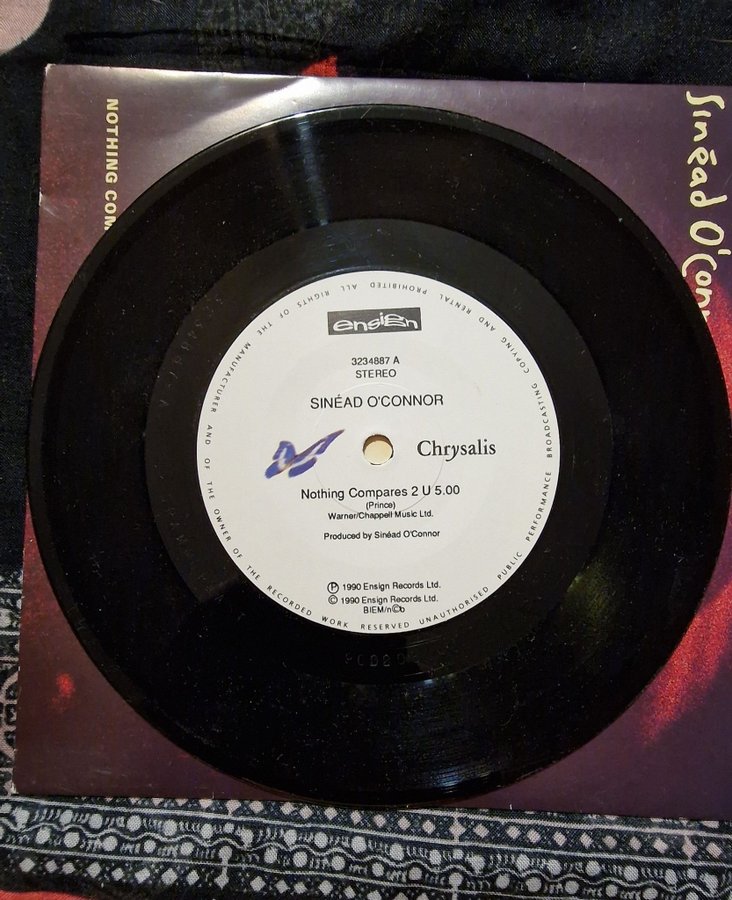 NOTHING COM
Sinéad O'Con
ensign
3234887 A
STEREO
SINÉAD O'CONNOR
Chrysalis
Nothing Compares 2 U 5.00
(Prince)
Warner/Chappell Music Ltd.
Produced by Sinéad O'Connor
Ⓟ 1990 Ensign Records Ltd.
© 1990 Ensign Records Ltd.
BIEM/n©b
ALL RIGHTS OF THE MANUFACTURER AND OF THE OWNER OF THE RECORDED WORK RESERVED UNAUTHORISED PUBLIC PERFORMANCE BROADCASTING COPYING AND RENTAL PROHIBITED